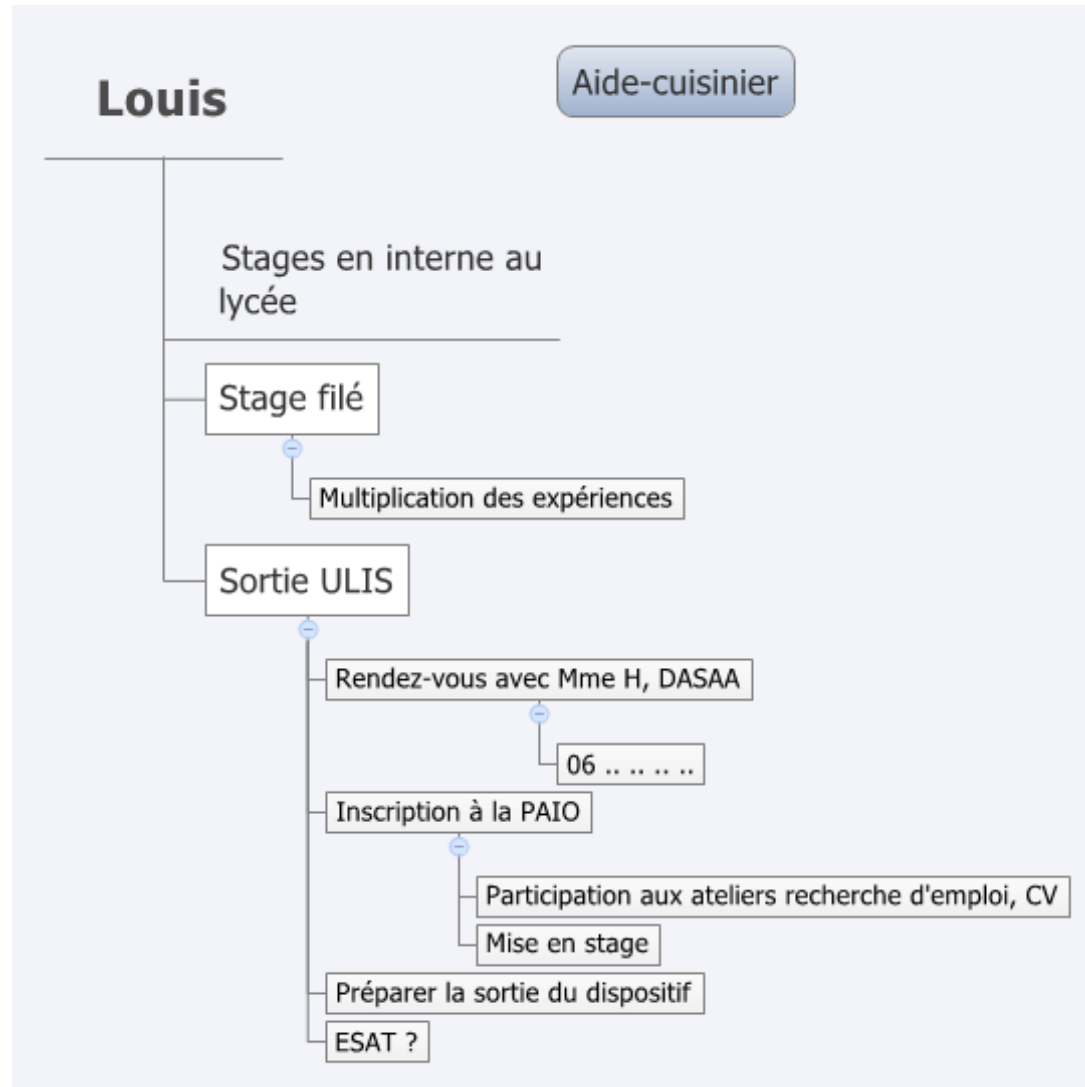 Louis
Aide-cuisinier
Stages en interne au
lycée
Stage filé
Multiplication des expériences
Sortie ULIS
Rendez-vous avec Mme H, DASAA
06 .. .. .. ..
Inscription à la PAIO
Participation aux ateliers recherche d'emploi, CV
Mise en stage
Préparer la sortie du dispositif
ESAT ?